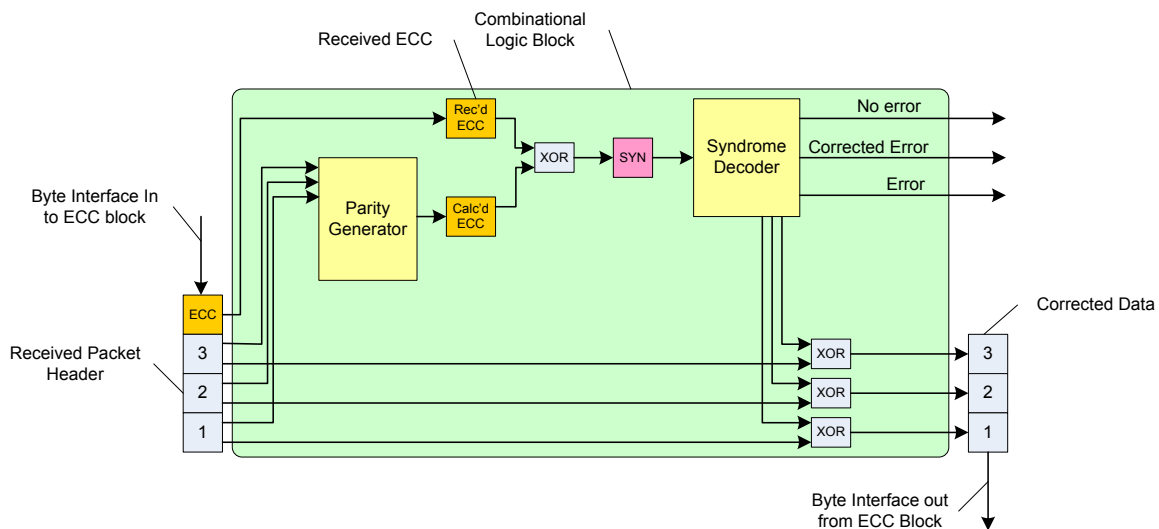 Combinational
Logic Block
Received ECC
Rec'd
ECC
No error
XOR
SYN
Syndrome
Decoder
Corrected Error
Error
Byte Interface In
to ECC block
Parity
Generator
Calc'd
ECC
ECC
3
2
1
Received Packet
Header
XOR
XOR
XOR
Corrected Data
3
2
1
Byte Interface out
from ECC Block